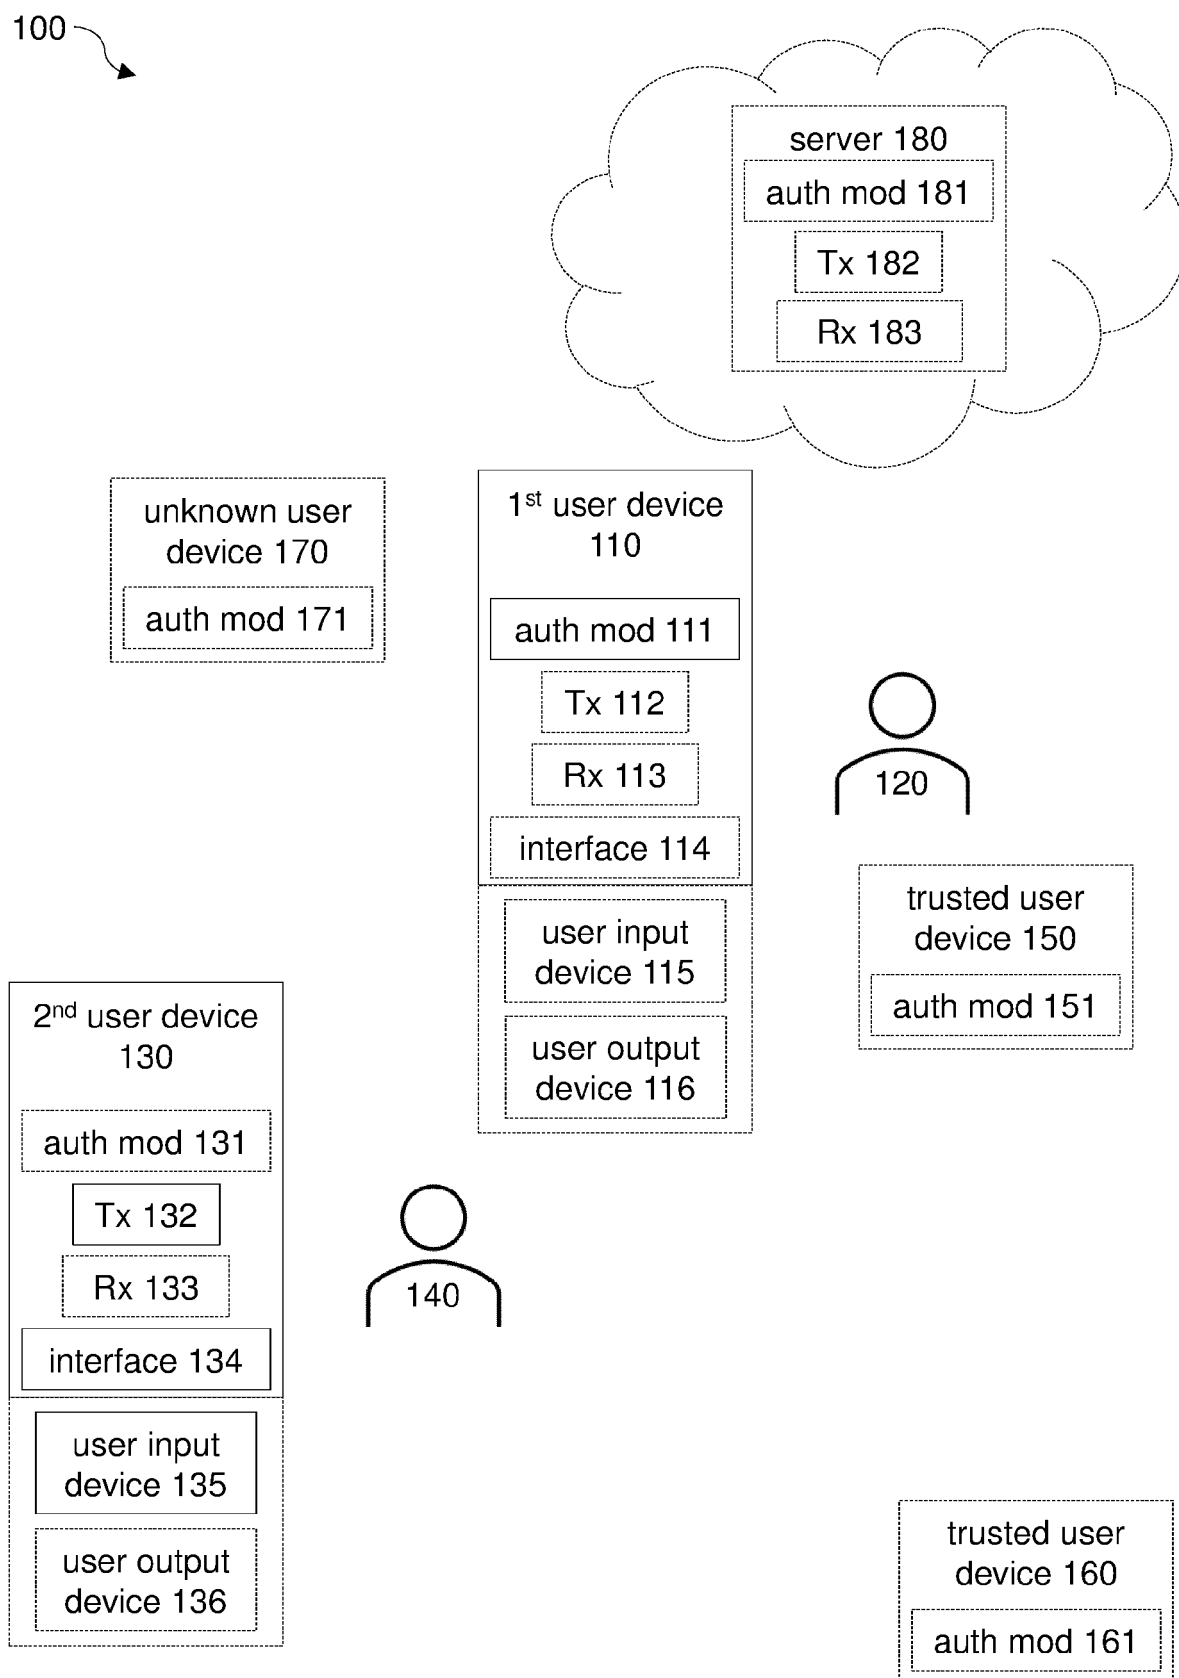 100
server 180
auth mod 181
Tx 182
Rx 183
unknown user
device 170
auth mod 171
1st user device
110
auth mod 111
Tx 112
Rx 113
interface 114
user input
device 115
user output
device 116
120
trusted user
device 150
auth mod 151
2nd user device
130
auth mod 131
Tx 132
Rx 133
interface 134
user input
device 135
user output
device 136
140
trusted user
device 160
auth mod 161